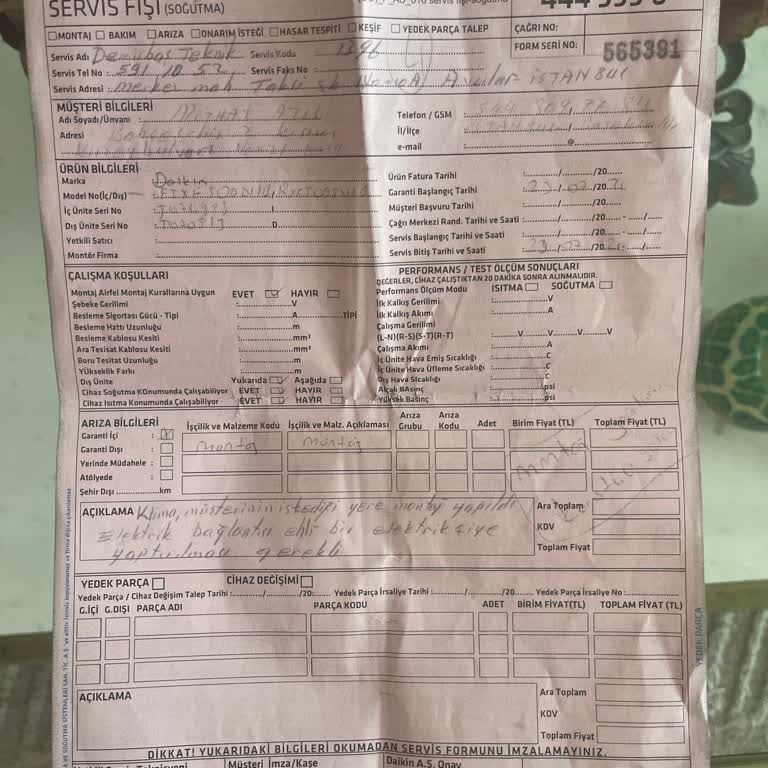 SERVİS FİŞİ (SOĞUTMA)
MONTAJ BAKIM ARIZA ONARIM İSTEĞİ HASAR TESPİTİ KEŞİF YEDEK PARÇA TALEP
ÇAĞRI NO:
FORM SERİ NO: 565391
Servis Adı Demirbaş Teknik Servis Kodu 1396
Servis Tel No Servis Faks No
Servis Adresi Merkez mah Avcılar İSTANBUL
MÜŞTERİ BİLGİLERİ
Adı Soyadı/Ünvanı Telefon / GSM
Adresi İl/İlçe
e-mail @
ÜRÜN BİLGİLERİ
Marka Daikin
Model No(İç/Dış)
İç Ünite Seri No I
Dış Ünite Seri No D
Yetkili Satıcı
Montör Firma
Ürün Fatura Tarihi ....../....../20......
Garanti Başlangıç Tarihi
Müşteri Başvuru Tarihi ....../....../20......
Çağrı Merkezi Rand. Tarihi ve Saati
Servis Başlangıç Tarihi ve Saati
Servis Bitiş Tarihi ve Saati
ÇALIŞMA KOŞULLARI
Montaj Airfel Montaj Kurallarına Uygun EVET HAYIR
Şebeke Gerilimi V
Besleme Sigortası Gücü - Tipi A TİPİ
Besleme Hattı Uzunluğu m
Besleme Kablosu Kesiti mm²
Ara Tesisat Kablosu Kesiti mm²
Boru Tesitat Uzunluğu m
Yükseklik Farkı m
Dış Ünite Yukarıda Aşağıda
Cihaz Soğutma KOnumunda Çalışabiliyor EVET HAYIR
Cihaz Isıtma Konumunda Çalışabiliyor EVET HAYIR
PERFORMANS / TEST ÖLÇÜM SONUÇLARI
DEĞERLER, CİHAZ ÇALIŞTIKTAN 20 DAKİKA SONRA ALINMALIDIR.
Performans Ölçüm Modu ISITMA SOĞUTMA
İlk Kalkış Gerilimi V
İlk Kalkış Akımı A
Çalışma Gerilimi
(L-N)(R-S)(S-T)(R-T) V V V V
Çalışma Akımı A
İç Ünite Hava Emiş Sıcaklığı C
İç Ünite Hava Üfleme Sıcaklığı C
Dış Hava Sıcaklığı C
Alçak BAsınç psi
Yüksek Basınç psi
ARIZA BİLGİLERİ
İşçilik ve Malzeme Kodu İşçilik ve Malz. Açıklaması Arıza Grubu Arıza Kodu Adet Birim Fiyat (TL) Toplam Fiyat (TL)
Garanti İçi : montaj montaj
Garanti Dışı :
Yerinde Müdahele :
Atölyede :
Şehir Dışı km
AÇIKLAMA Klima, müşterinin istediği yere montaj yapıldı
Elektrik bağlantısı ehli bir elektrikçiye
yaptırılması gerekli
Ara Toplam
KDV
Toplam Fiyat
YEDEK PARÇA CİHAZ DEĞİŞİMİ
Yedek Parça / Cihaz Değişim Talep Tarihi Yedek Parça İrsaliye Tarihi Yedek Parça İrsaliye No :
G.İÇİ G.DIŞI PARÇA ADI PARÇA KODU ADET BİRİM FİYAT(TL) TOPLAM FİYAT (TL)
YEDEK PARÇA
AÇIKLAMA
Ara Toplam
KDV
Toplam Fiyat
DİKKAT! YUKARIDAKİ BİLGİLERİ OKUMADAN SERVİS FORMUNU İMZALAMAYINIZ.
Müşteri İmza/Kaşe Daikin A.Ş. Onay